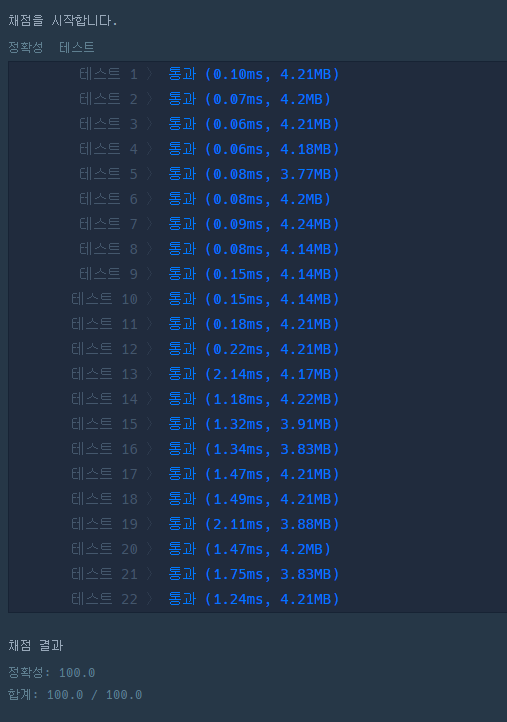 채점을 시작합니다.
정확성 테스트
테스트 1 〉 통과 (0.10ms, 4.21MB)
테스트 2 〉 통과 (0.07ms, 4.2MB)
테스트 3 〉 통과 (0.06ms, 4.21MB)
테스트 4 〉 통과 (0.06ms, 4.18MB)
테스트 5 〉 통과 (0.08ms, 3.77MB)
테스트 6 〉 통과 (0.08ms, 4.2MB)
테스트 7 〉 통과 (0.09ms, 4.24MB)
테스트 8 〉 통과 (0.08ms, 4.14MB)
테스트 9 〉 통과 (0.15ms, 4.14MB)
테스트 10 〉 통과 (0.15ms, 4.14MB)
테스트 11 〉 통과 (0.18ms, 4.21MB)
테스트 12 〉 통과 (0.22ms, 4.21MB)
테스트 13 〉 통과 (2.14ms, 4.17MB)
테스트 14 〉 통과 (1.18ms, 4.22MB)
테스트 15 〉 통과 (1.32ms, 3.91MB)
테스트 16 〉 통과 (1.34ms, 3.83MB)
테스트 17 〉 통과 (1.47ms, 4.21MB)
테스트 18 〉 통과 (1.49ms, 4.21MB)
테스트 19 〉 통과 (2.11ms, 3.88MB)
테스트 20 〉 통과 (1.47ms, 4.2MB)
테스트 21 〉 통과 (1.75ms, 3.83MB)
테스트 22 〉 통과 (1.24ms, 4.21MB)
채점 결과
정확성: 100.0
합계: 100.0 / 100.0